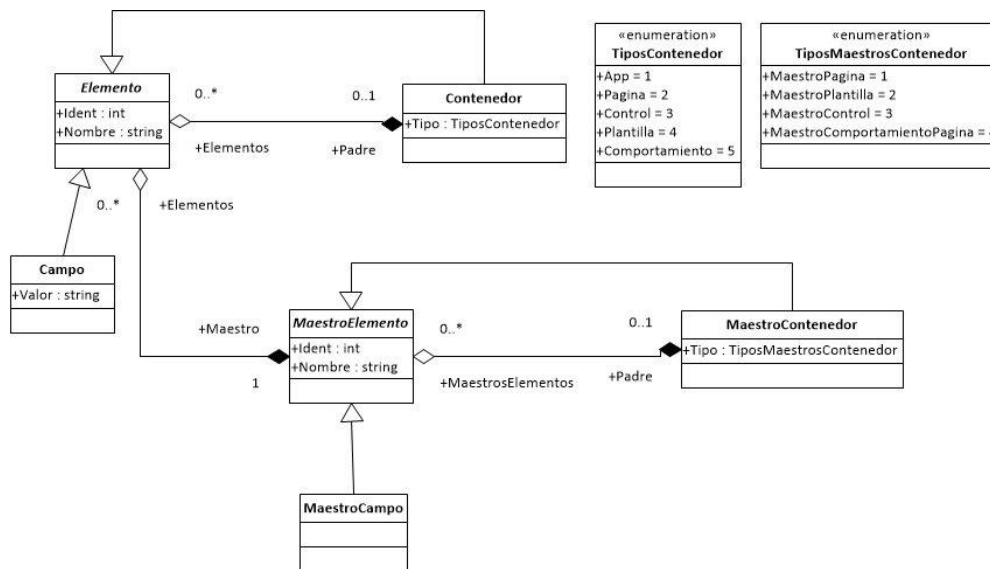 «enumeration»
TiposContenedor
+App = 1
+Pagina = 2
+Control = 3
+Plantilla = 4
+Comportamiento = 5
«enumeration»
TiposMaestrosContenedor
+MaestroPagina = 1
+MaestroPlantilla = 2
+MaestroControl = 3
+MaestroComportamientoPagina =
Elemento
+Ident : int
+Nombre : string
0..*
+Elementos
0..1
+Padre
Contenedor
+Tipo : TiposContenedor
0..*
+Elementos
Campo
+Valor : string
+Maestro
1
MaestroElemento
+Ident : int
+Nombre : string
0..*
+MaestrosElementos
0..1
+Padre
MaestroContenedor
+Tipo : TiposMaestrosContenedor
MaestroCampo